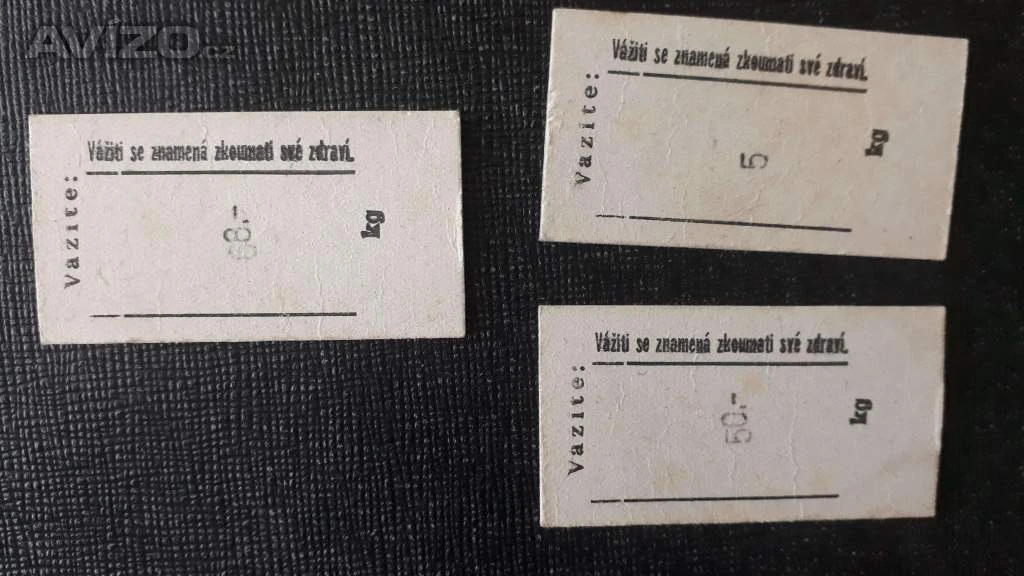 AVÍZO.cz
Vážiti se znamená zkoumati své zdraví.
Vazite:
68.-
kg
Vážiti se znamená zkoumati své zdraví.
Vazite:
5
kg
Vážiti se znamená zkoumati své zdraví.
Vazite:
50.-
kg